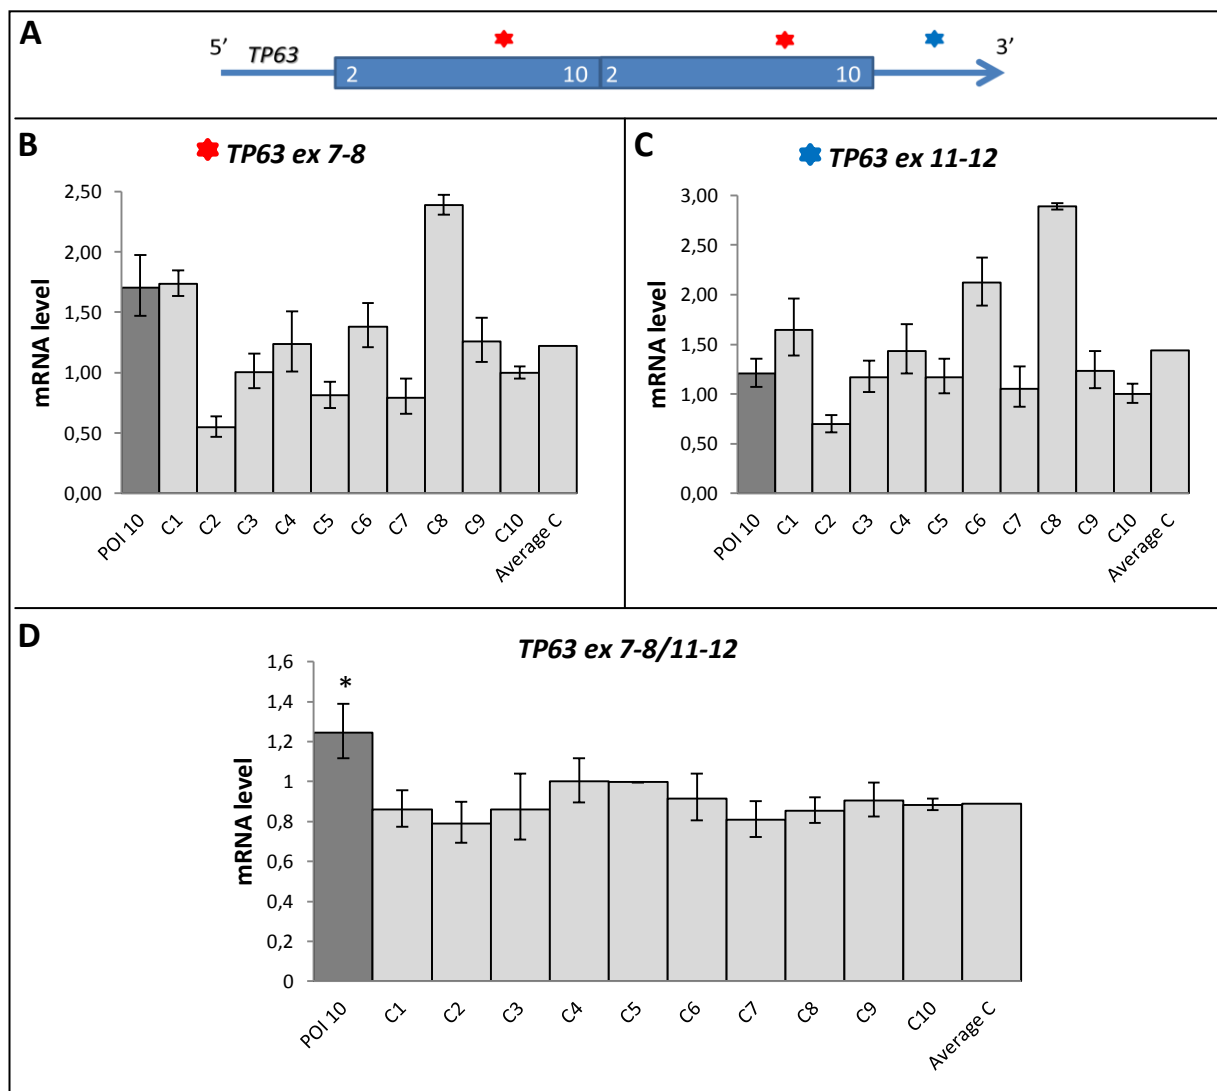 A
5’ TP63 3’
2 10 2 10
B
TP63 ex 7-8
mRNA level
2,50
2,00
1,50
1,00
0,50
0,00
POI 10 C1 C2 C3 C4 C5 C6 C7 C8 C9 C10 Average C
C
TP63 ex 11-12
mRNA level
3,00
2,50
2,00
1,50
1,00
0,50
0,00
POI 10 C1 C2 C3 C4 C5 C6 C7 C8 C9 C10 Average C
D
TP63 ex 7-8/11-12
mRNA level
1,6
1,4
1,2
1
0,8
0,6
0,4
0,2
0
*
POI 10 C1 C2 C3 C4 C5 C6 C7 C8 C9 C10 Average C